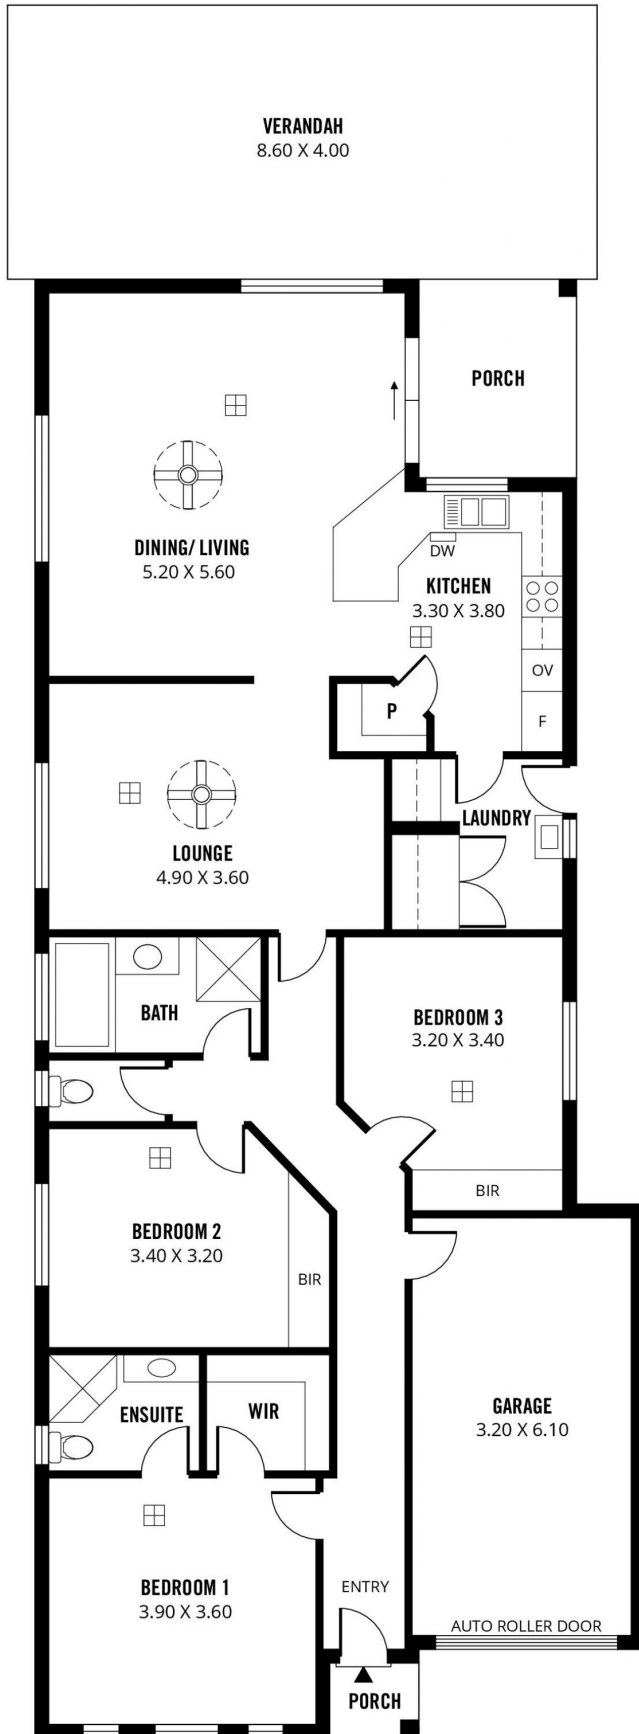 VERANDAH
8.60 X 4.00
PORCH
DINING/ LIVING
5.20 X 5.60
DW
KITCHEN
3.30 X 3.80
OV
P
F
LAUNDRY
LOUNGE
4.90 X 3.60
BATH
BEDROOM 3
3.20 X 3.40
BIR
BEDROOM 2
3.40 X 3.20
BIR
ENSUITE
WIR
GARAGE
3.20 X 6.10
BEDROOM 1
3.90 X 3.60
ENTRY
AUTO ROLLER DOOR
PORCH